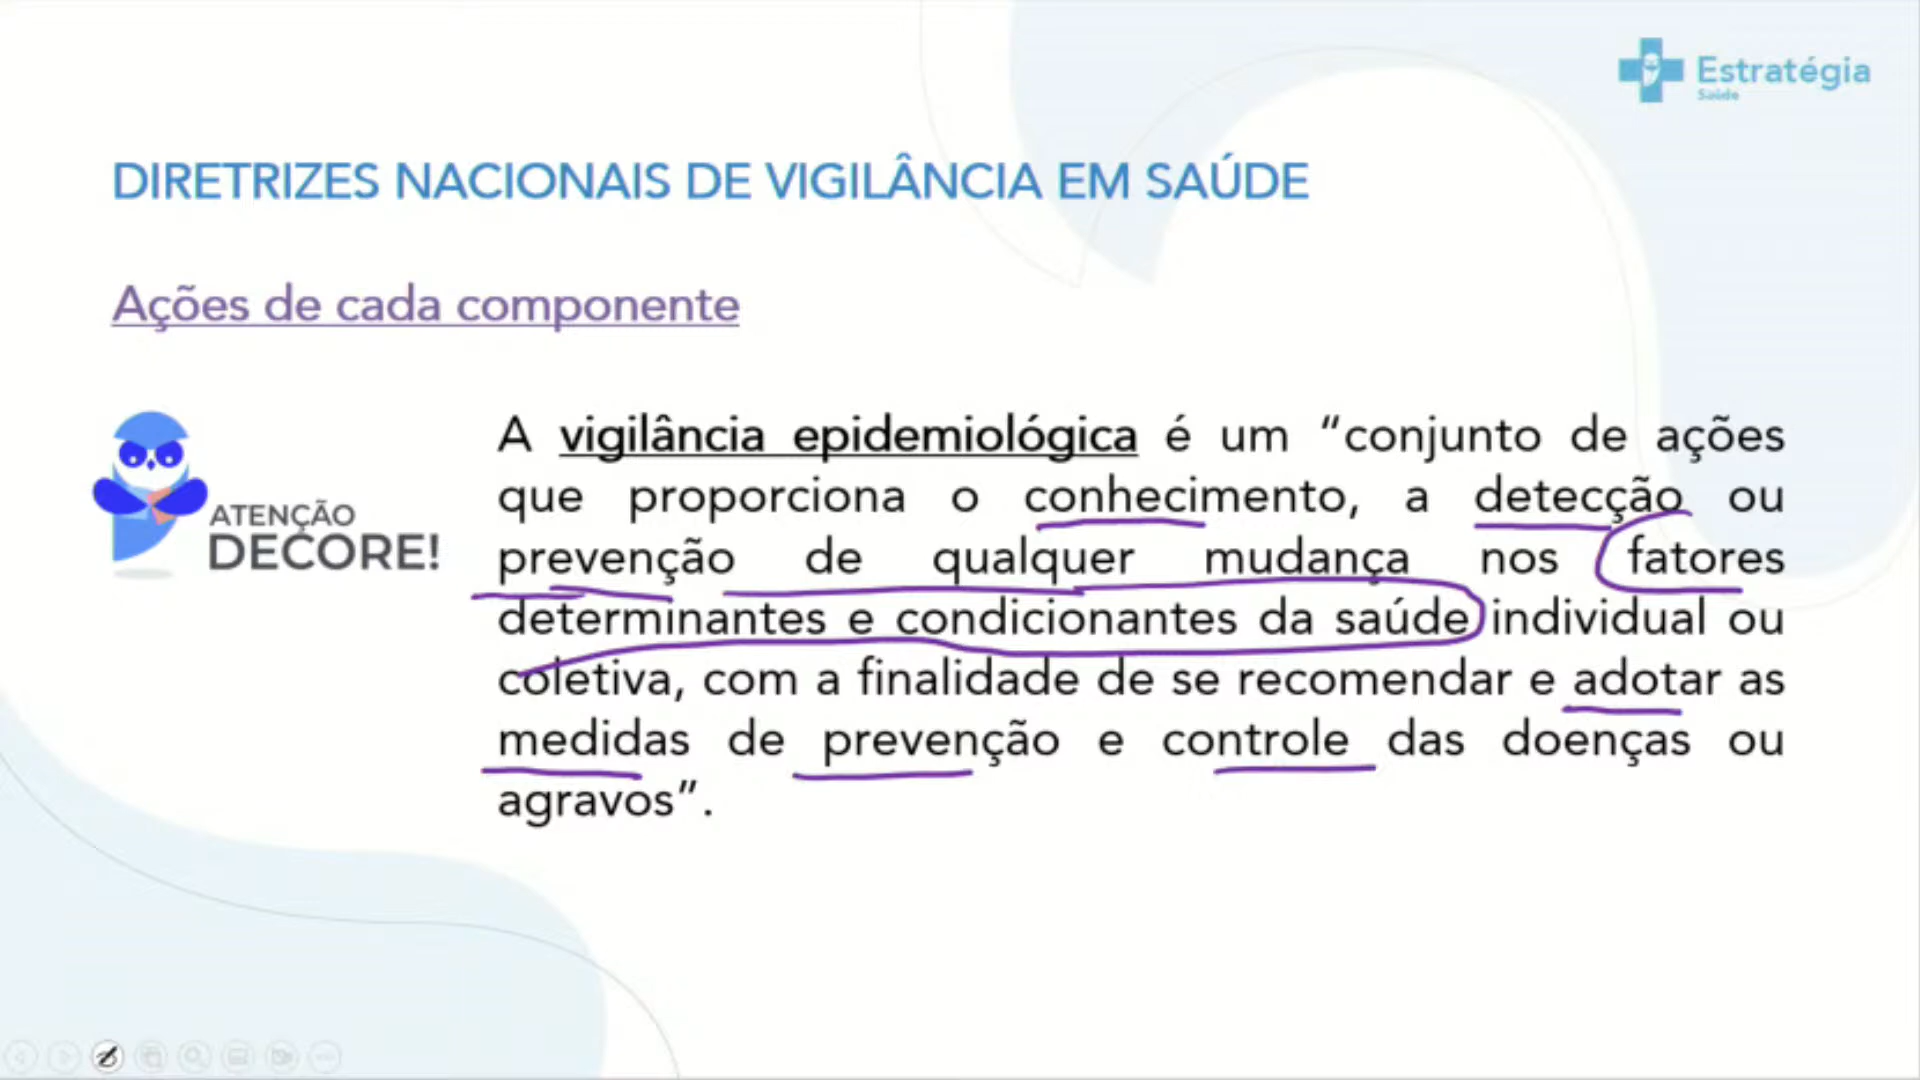 Estratégia
Saúde
DIRETRIZES NACIONAIS DE VIGILÂNCIA EM SAÚDE
Ações de cada componente
ATENÇÃO
DECORE!
A vigilância epidemiológica é um “conjunto de ações
que proporciona o conhecimento, a detecção ou
prevenção de qualquer mudança nos fatores
determinantes e condicionantes da saúde individual ou
coletiva, com a finalidade de se recomendar e adotar as
medidas de prevenção e controle das doenças ou
agravos”.